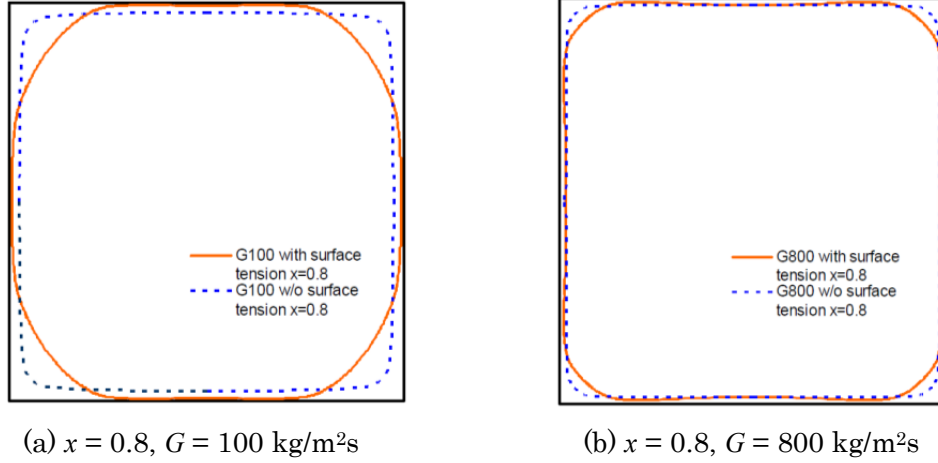 G100 with surface
tension x=0.8
G100 w/o surface
tension x=0.8
G800 with surface
tension x=0.8
G800 w/o surface
tension x=0.8
(a) x = 0.8, G = 100 kg/m²s
(b) x = 0.8, G = 800 kg/m²s